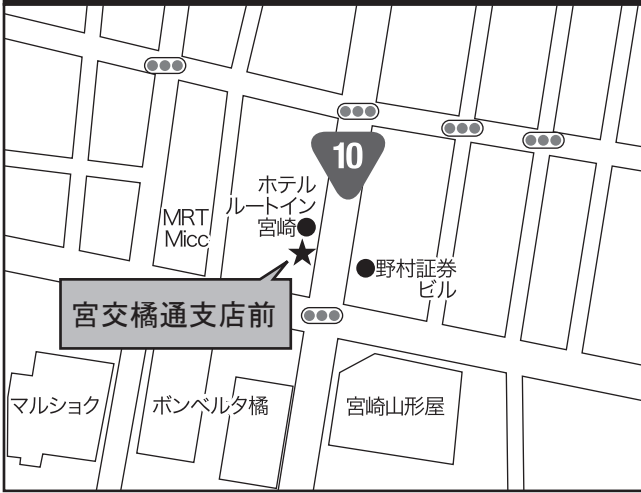 10
ホテル
ルートイン
宮崎
MRT
Micc
野村証券
ビル
宮交橘通支店前
マルショク
ボンベルタ橘
宮崎山形屋